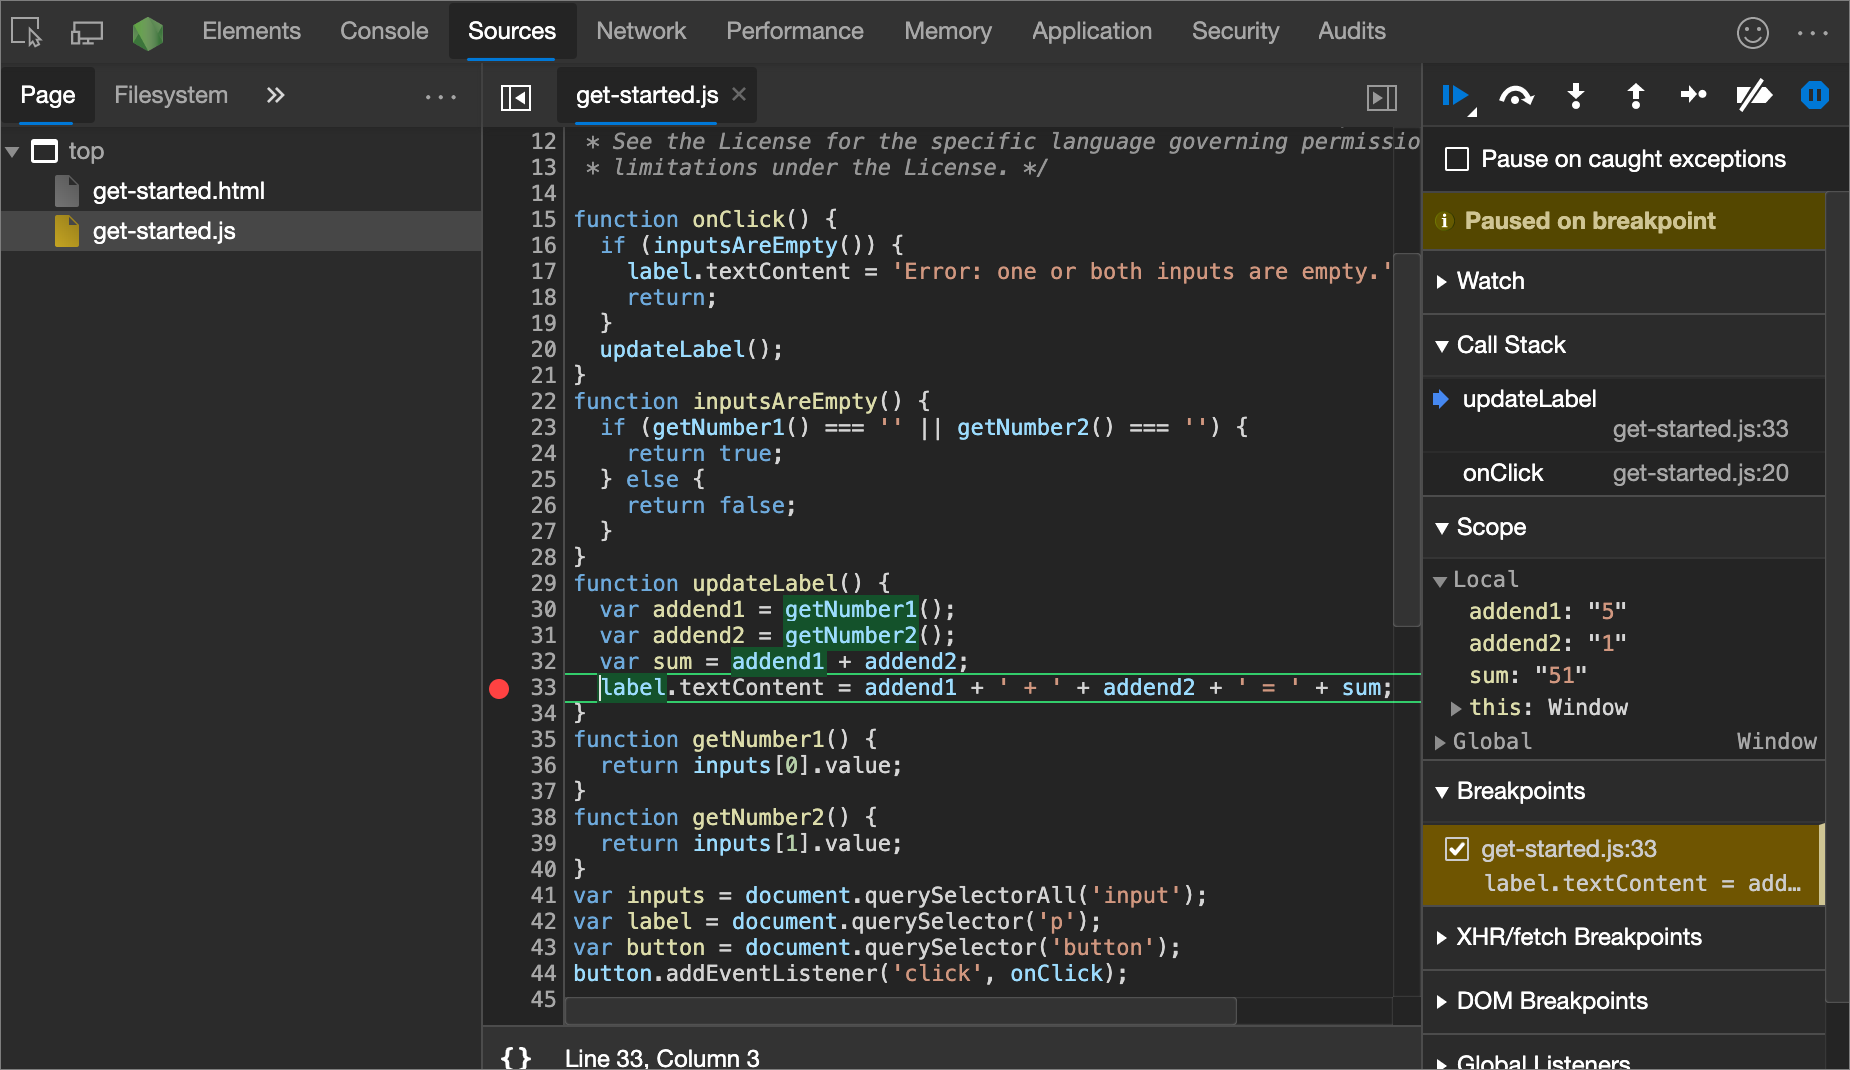 Elements Console Sources Network Performance Memory Application Security Audits
Page Filesystem
top
get-started.html
get-started.js
get-started.js
12 * See the License for the specific language governing permissio
13 * limitations under the License. */
14
15 function onClick() {
16 if (inputsAreEmpty()) {
17 label.textContent = 'Error: one or both inputs are empty.'
18 return;
19 }
20 updateLabel();
21 }
22 function inputsAreEmpty() {
23 if (getNumber1() === '' || getNumber2() === '') {
24 return true;
25 } else {
26 return false;
27 }
28 }
29 function updateLabel() {
30 var addend1 = getNumber1();
31 var addend2 = getNumber2();
32 var sum = addend1 + addend2;
33 label.textContent = addend1 + ' + ' + addend2 + ' = ' + sum;
34 }
35 function getNumber1() {
36 return inputs[0].value;
37 }
38 function getNumber2() {
39 return inputs[1].value;
40 }
41 var inputs = document.querySelectorAll('input');
42 var label = document.querySelector('p');
43 var button = document.querySelector('button');
44 button.addEventListener('click', onClick);
45
{} Line 33, Column 3
Pause on caught exceptions
Paused on breakpoint
Watch
Call Stack
updateLabel
get-started.js:33
onClick get-started.js:20
Scope
Local
addend1: "5"
addend2: "1"
sum: "51"
this: Window
Global Window
Breakpoints
get-started.js:33
label.textContent = add…
XHR/fetch Breakpoints
DOM Breakpoints
Global Listeners